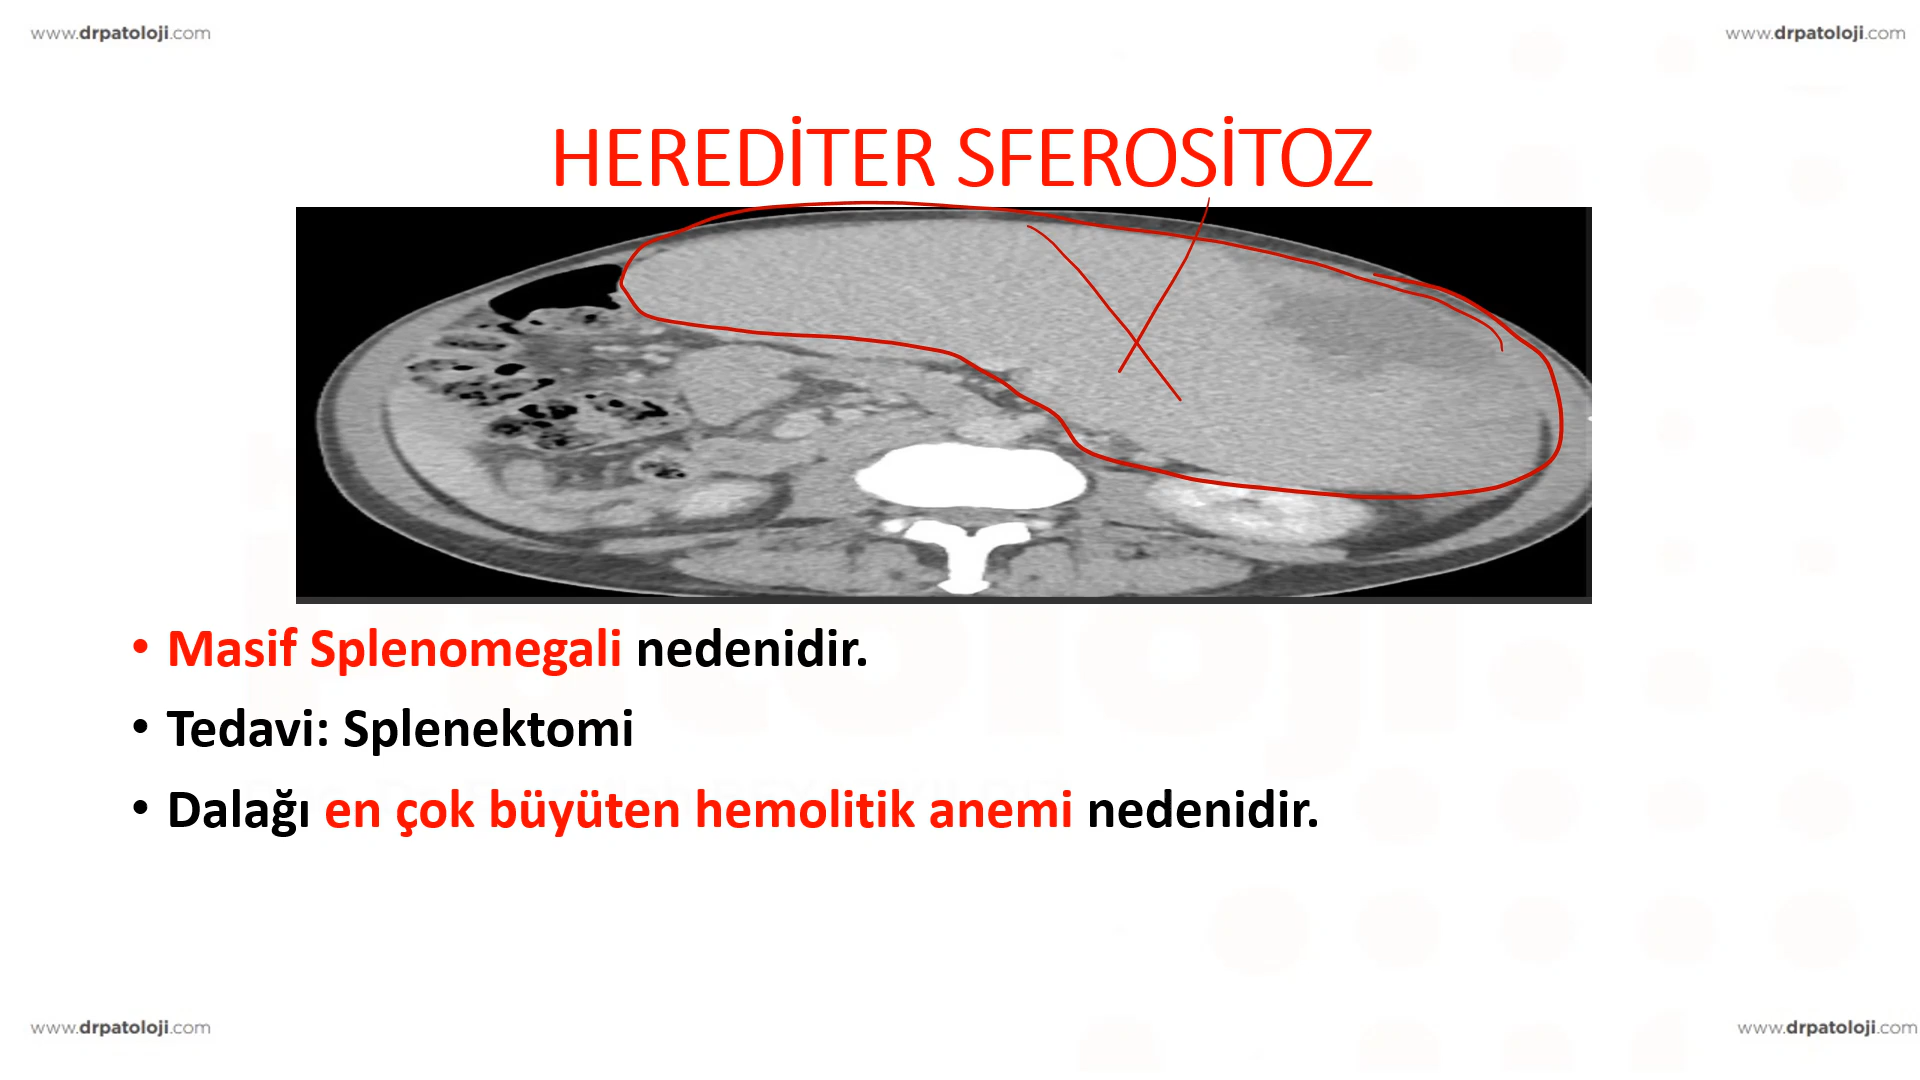 www.drpatoloji.com
www.drpatoloji.com
HEREDİTER SFEROSİTOZ
• Masif Splenomegali nedenidir.
• Tedavi: Splenektomi
• Dalağı en çok büyüten hemolitik anemi nedenidir.
www.drpatoloji.com
www.drpatoloji.com